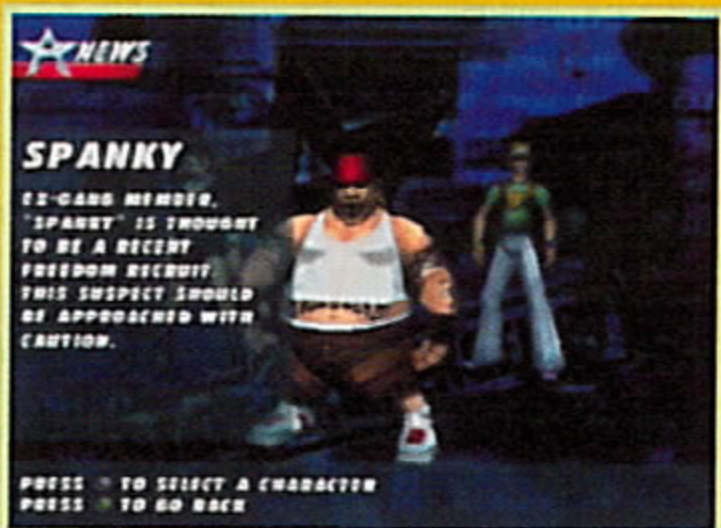 NEWS
SPANKY
EX-GANG MEMBER,
"SPANKY" IS THOUGHT
TO BE A RECENT
FREEDOM RECRUIT.
THIS SUSPECT SHOULD
BE APPROACHED WITH
CAUTION.
PRESS TO SELECT A CHARACTER
PRESS TO GO BACK